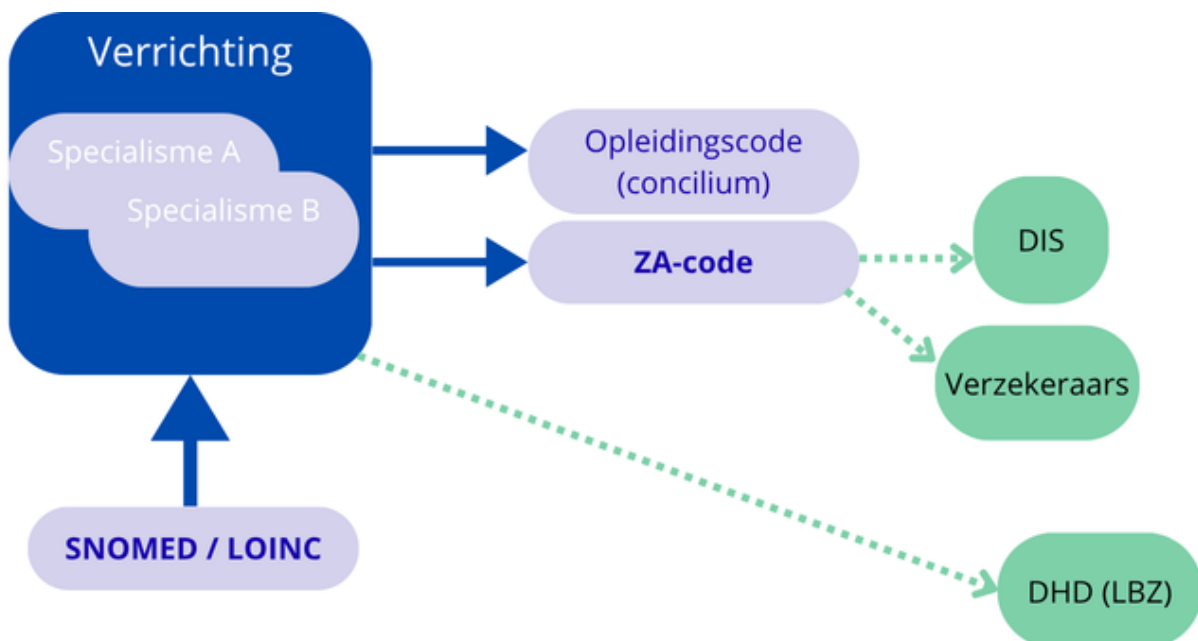 Verrichting
Specialisme A
Specialisme B
Opleidingscode
(concilium)
ZA-code
DIS
Verzekeraars
SNOMED / LOINC
DHD (LBZ)